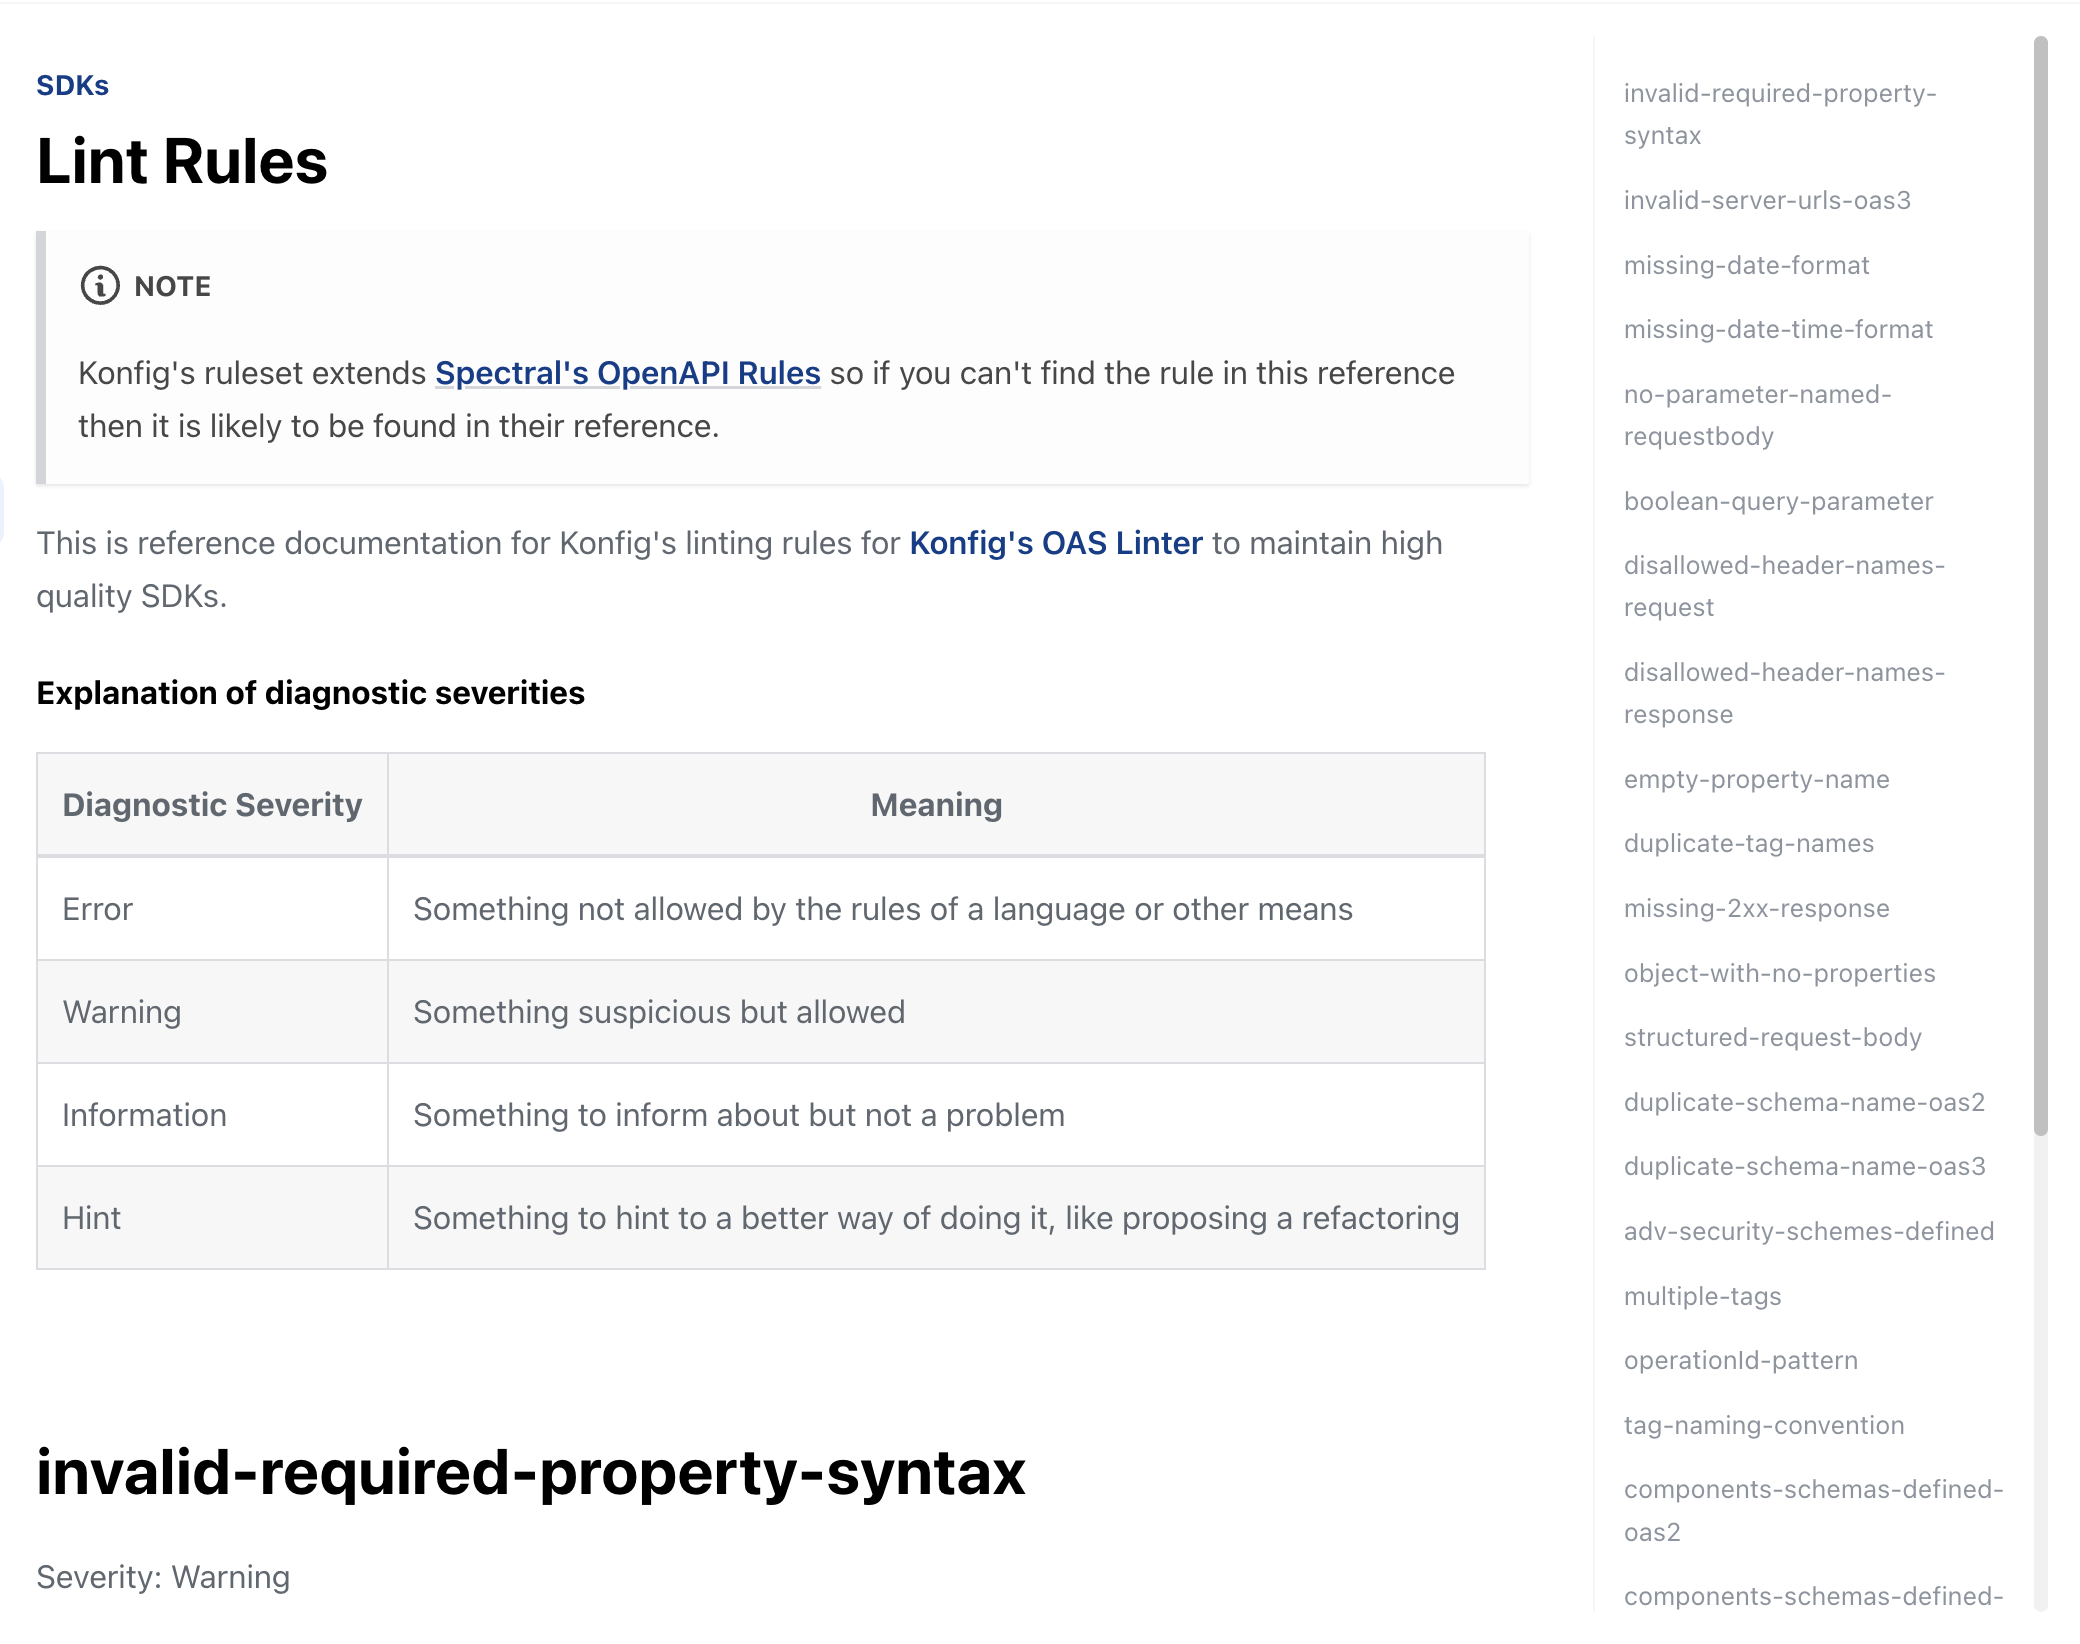 SDKs
Lint Rules
NOTE
Konfig's ruleset extends Spectral's OpenAPI Rules so if you can't find the rule in this reference
then it is likely to be found in their reference.
This is reference documentation for Konfig's linting rules for Konfig's OAS Linter to maintain high
quality SDKs.
Explanation of diagnostic severities
Diagnostic Severity Meaning
Error Something not allowed by the rules of a language or other means
Warning Something suspicious but allowed
Information Something to inform about but not a problem
Hint Something to hint to a better way of doing it, like proposing a refactoring
invalid-required-property-syntax
Severity: Warning
invalid-required-property-
syntax
invalid-server-urls-oas3
missing-date-format
missing-date-time-format
no-parameter-named-
requestbody
boolean-query-parameter
disallowed-header-names-
request
disallowed-header-names-
response
empty-property-name
duplicate-tag-names
missing-2xx-response
object-with-no-properties
structured-request-body
duplicate-schema-name-oas2
duplicate-schema-name-oas3
adv-security-schemes-defined
multiple-tags
operationId-pattern
tag-naming-convention
components-schemas-defined-
oas2
components-schemas-defined-